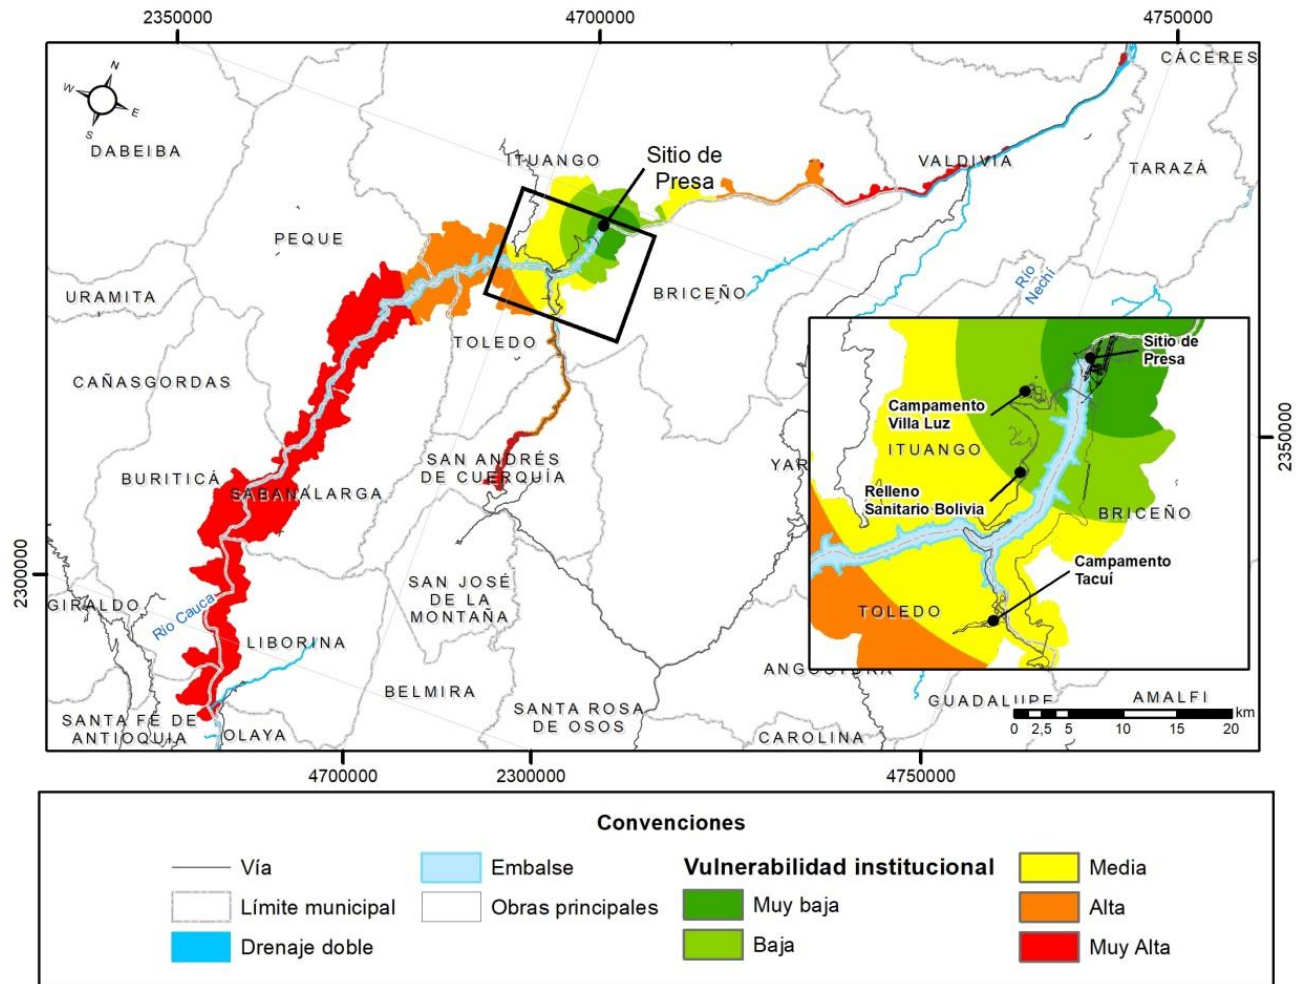 2350000
4700000
4750000
CÁCERES
N
W
E
S
DABEIBA
ITUANGO
Sitio de
Presa
VALDIVIA
TARAZÁ
PEQUE
URAMITA
BRICEÑO
Río
Nechí
TOLEDO
CAÑASGORDAS
2350000
BURITICÁ
SABANALARGA
SAN ANDRÉS
DE CUERQUÍA
YAR
Sitio de
Presa
Campamento
Villa Luz
ITUANGO
Relleno
Sanitario Bolivia
BRICEÑO
Campamento
Tacuí
TOLEDO
2300000
GIRALDO
Río Cauca
SAN JOSÉ
DE LA
MONTAÑA
LIBORINA
ANGOSTURA
BELMIRA
GUADALUPE
AMALFI
SANTA FÉ DE
ANTIOQUIA
OLAYA
SANTA ROSA
DE OSOS
CAROLINA
km
0 2,5 5 10 15 20
4700000
2300000
4750000
Convenciones
Vía
Límite municipal
Drenaje doble
Embalse
Obras principales
Vulnerabilidad institucional
Muy baja
Baja
Media
Alta
Muy Alta